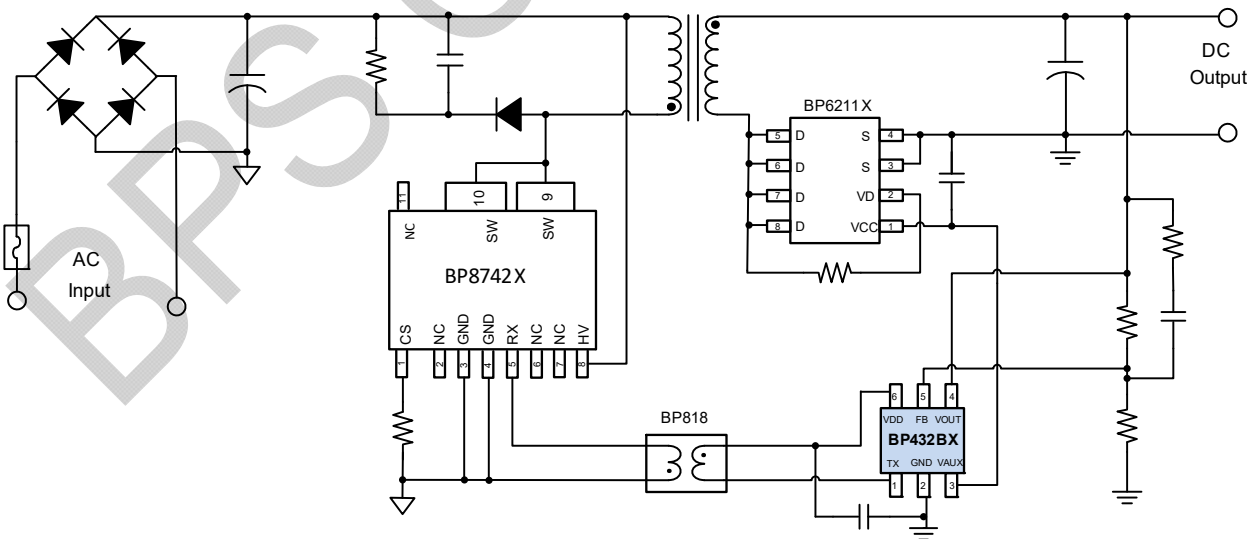 BPS
DC
Output
BP6211X
5 D S 4
6 D S 3
7 D VD 2
8 D VCC 1
AC
Input
11 10 9
NC SW SW
BP8742X
CS NC GND GND RX NC NC HV
1 2 3 4 5 6 7 8
BP818
6 5 4
VDD FB VOUT
BP432BX
TX GND VAUX
1 2 3